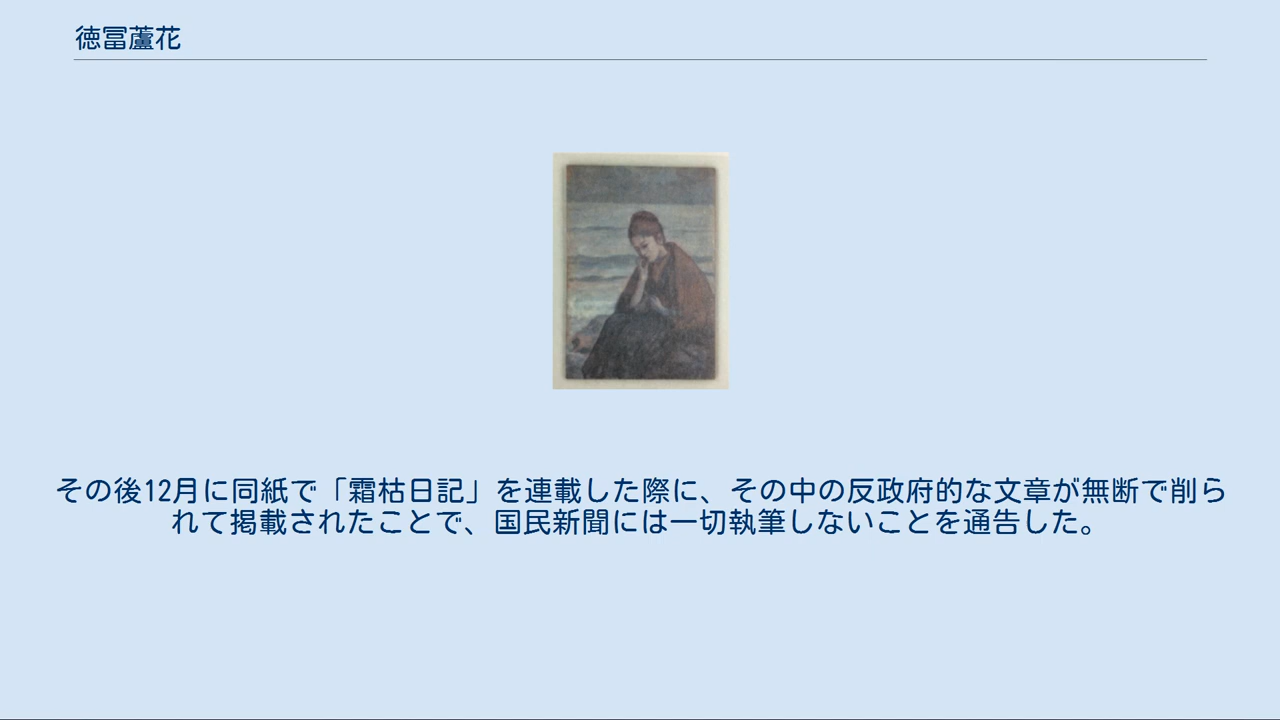 徳冨蘆花
その後12月に同紙で「霜枯日記」を連載した際に、その中の反政府的な文章が無断で削ら
れて掲載されたことで、国民新聞には一切執筆しないことを通告した。